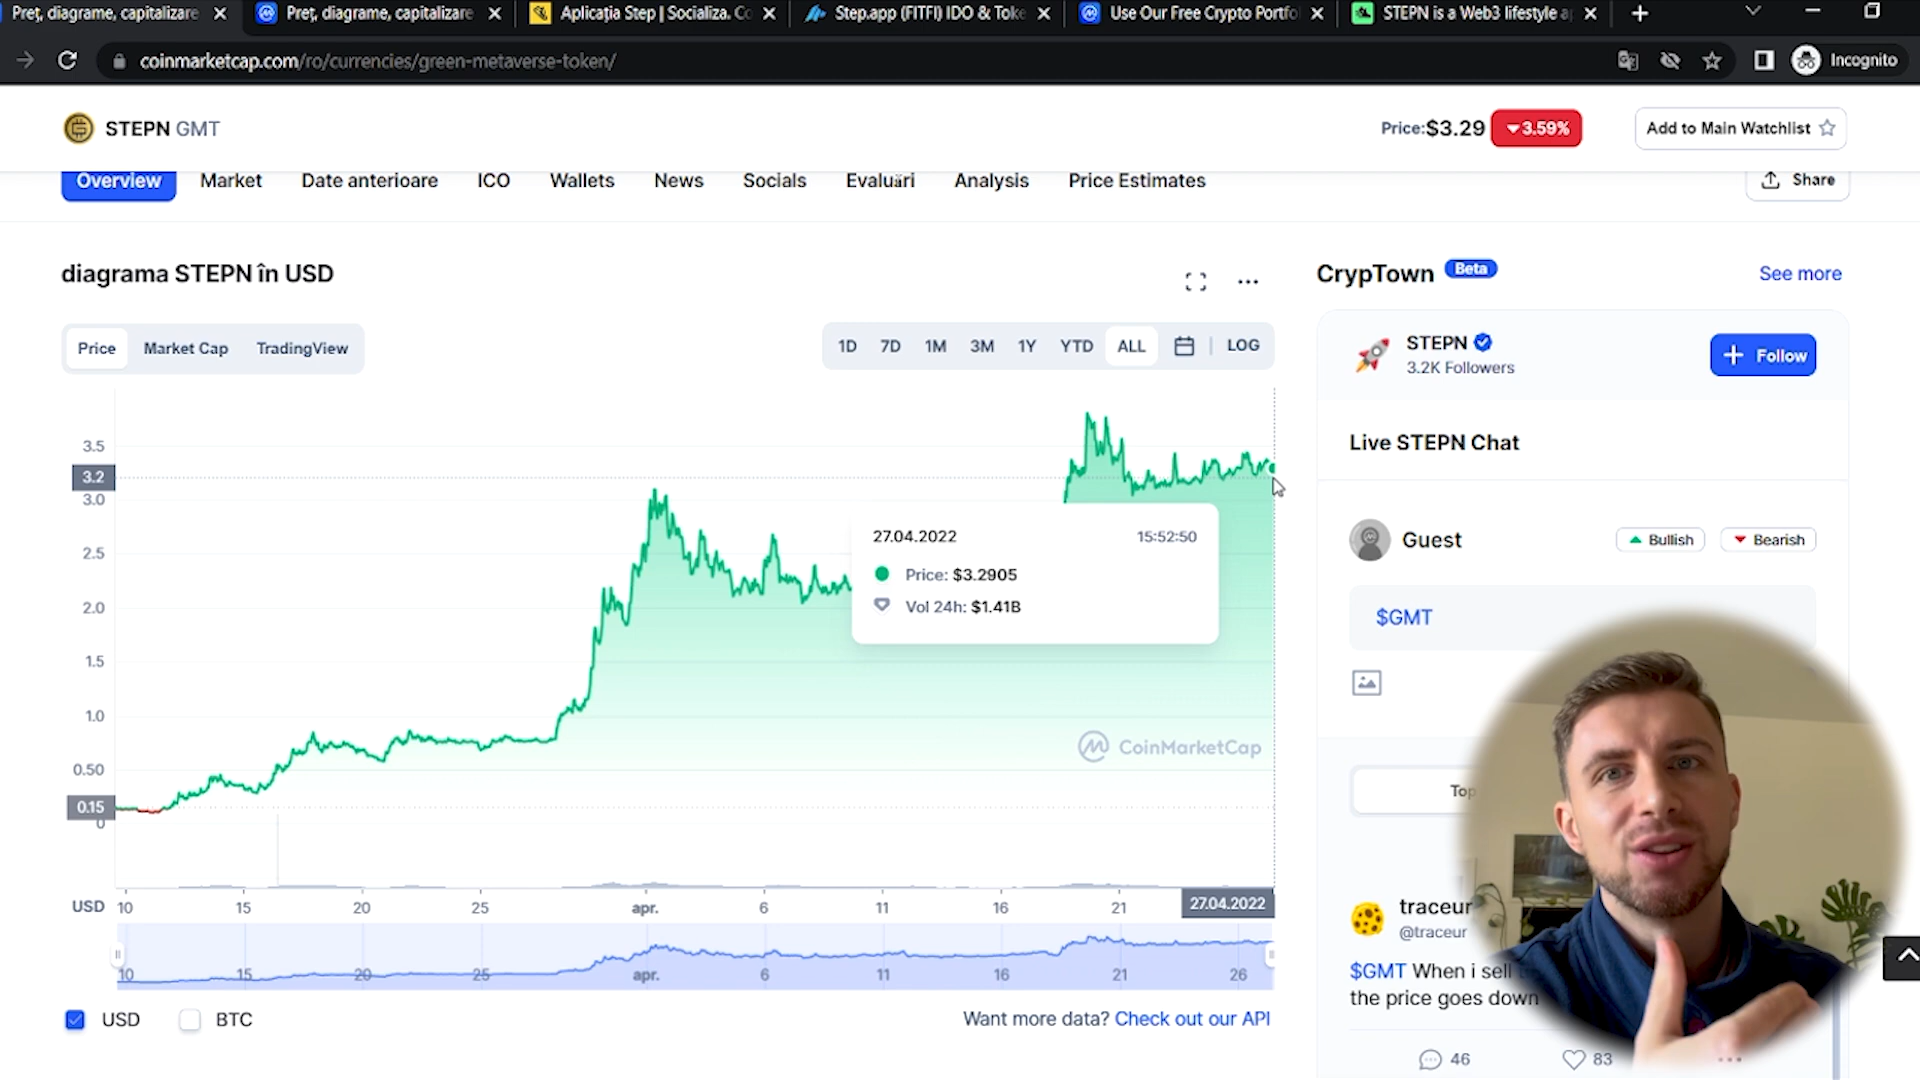 Preț, diagrame, capitalizare
Preț, diagrame, capitalizare
Aplicația Step | Socializa. Co
Step.app (FITFI) IDO & Toke
Use Our Free Crypto Portfo
STEPN is a Web3 lifestyle a
coinmarketcap.com/ro/currencies/green-metaverse-token/
Incognito
STEPN GMT
Price:$3.29
3.59%
Add to Main Watchlist
Overview
Market
Date anterioare
ICO
Wallets
News
Socials
Evaluări
Analysis
Price Estimates
Share
diagrama STEPN în USD
Price
Market Cap
TradingView
1D
7D
1M
3M
1Y
YTD
ALL
LOG
3.5
3.2
3.0
2.5
2.0
1.5
1.0
0.50
0.15
0
27.04.2022
15:52:50
Price: $3.2905
Vol 24h: $1.41B
CoinMarketCap
USD
10
15
20
25
apr.
6
11
16
21
27.04.2022
10
15
20
25
apr.
6
11
16
21
26
USD
BTC
Want more data? Check out our API
CrypTown
Beta
See more
STEPN
3.2K Followers
+ Follow
Live STEPN Chat
Guest
Bullish
Bearish
$GMT
Top
traceur
@traceur
$GMT When i sell
the price goes down
46
83